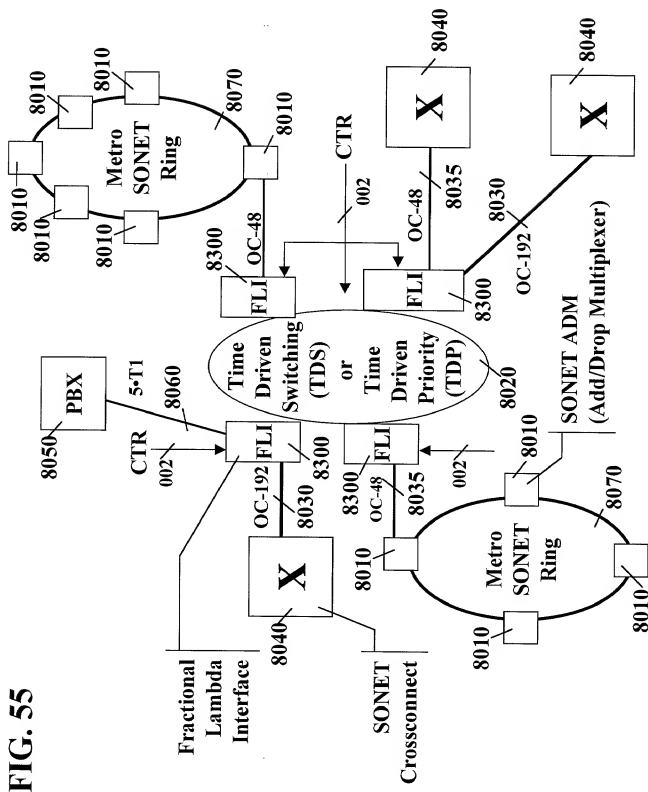 FIG. 55
Fractional
Lambda
Interface
SONET
Crossconnect
8050
PBX
5•T1
8060
CTR
002
FLI
8300
OC-192
8030
X
8040
8010
8010
8010
8010
8010
8010
8010
Metro
SONET
Ring
8070
OC-48
8300
FLI
Time
Driven
Switching
(TDS)
or
Time
Driven
Priority
(TDP)
8020
CTR
002
FLI
8300
OC-48
8035
X
8040
OC-192
8030
X
8040
FLI
8300
OC-48
8035
002
8010
8010
8010
8010
Metro
SONET
Ring
8070
SONET ADM
(Add/Drop Multiplexer)